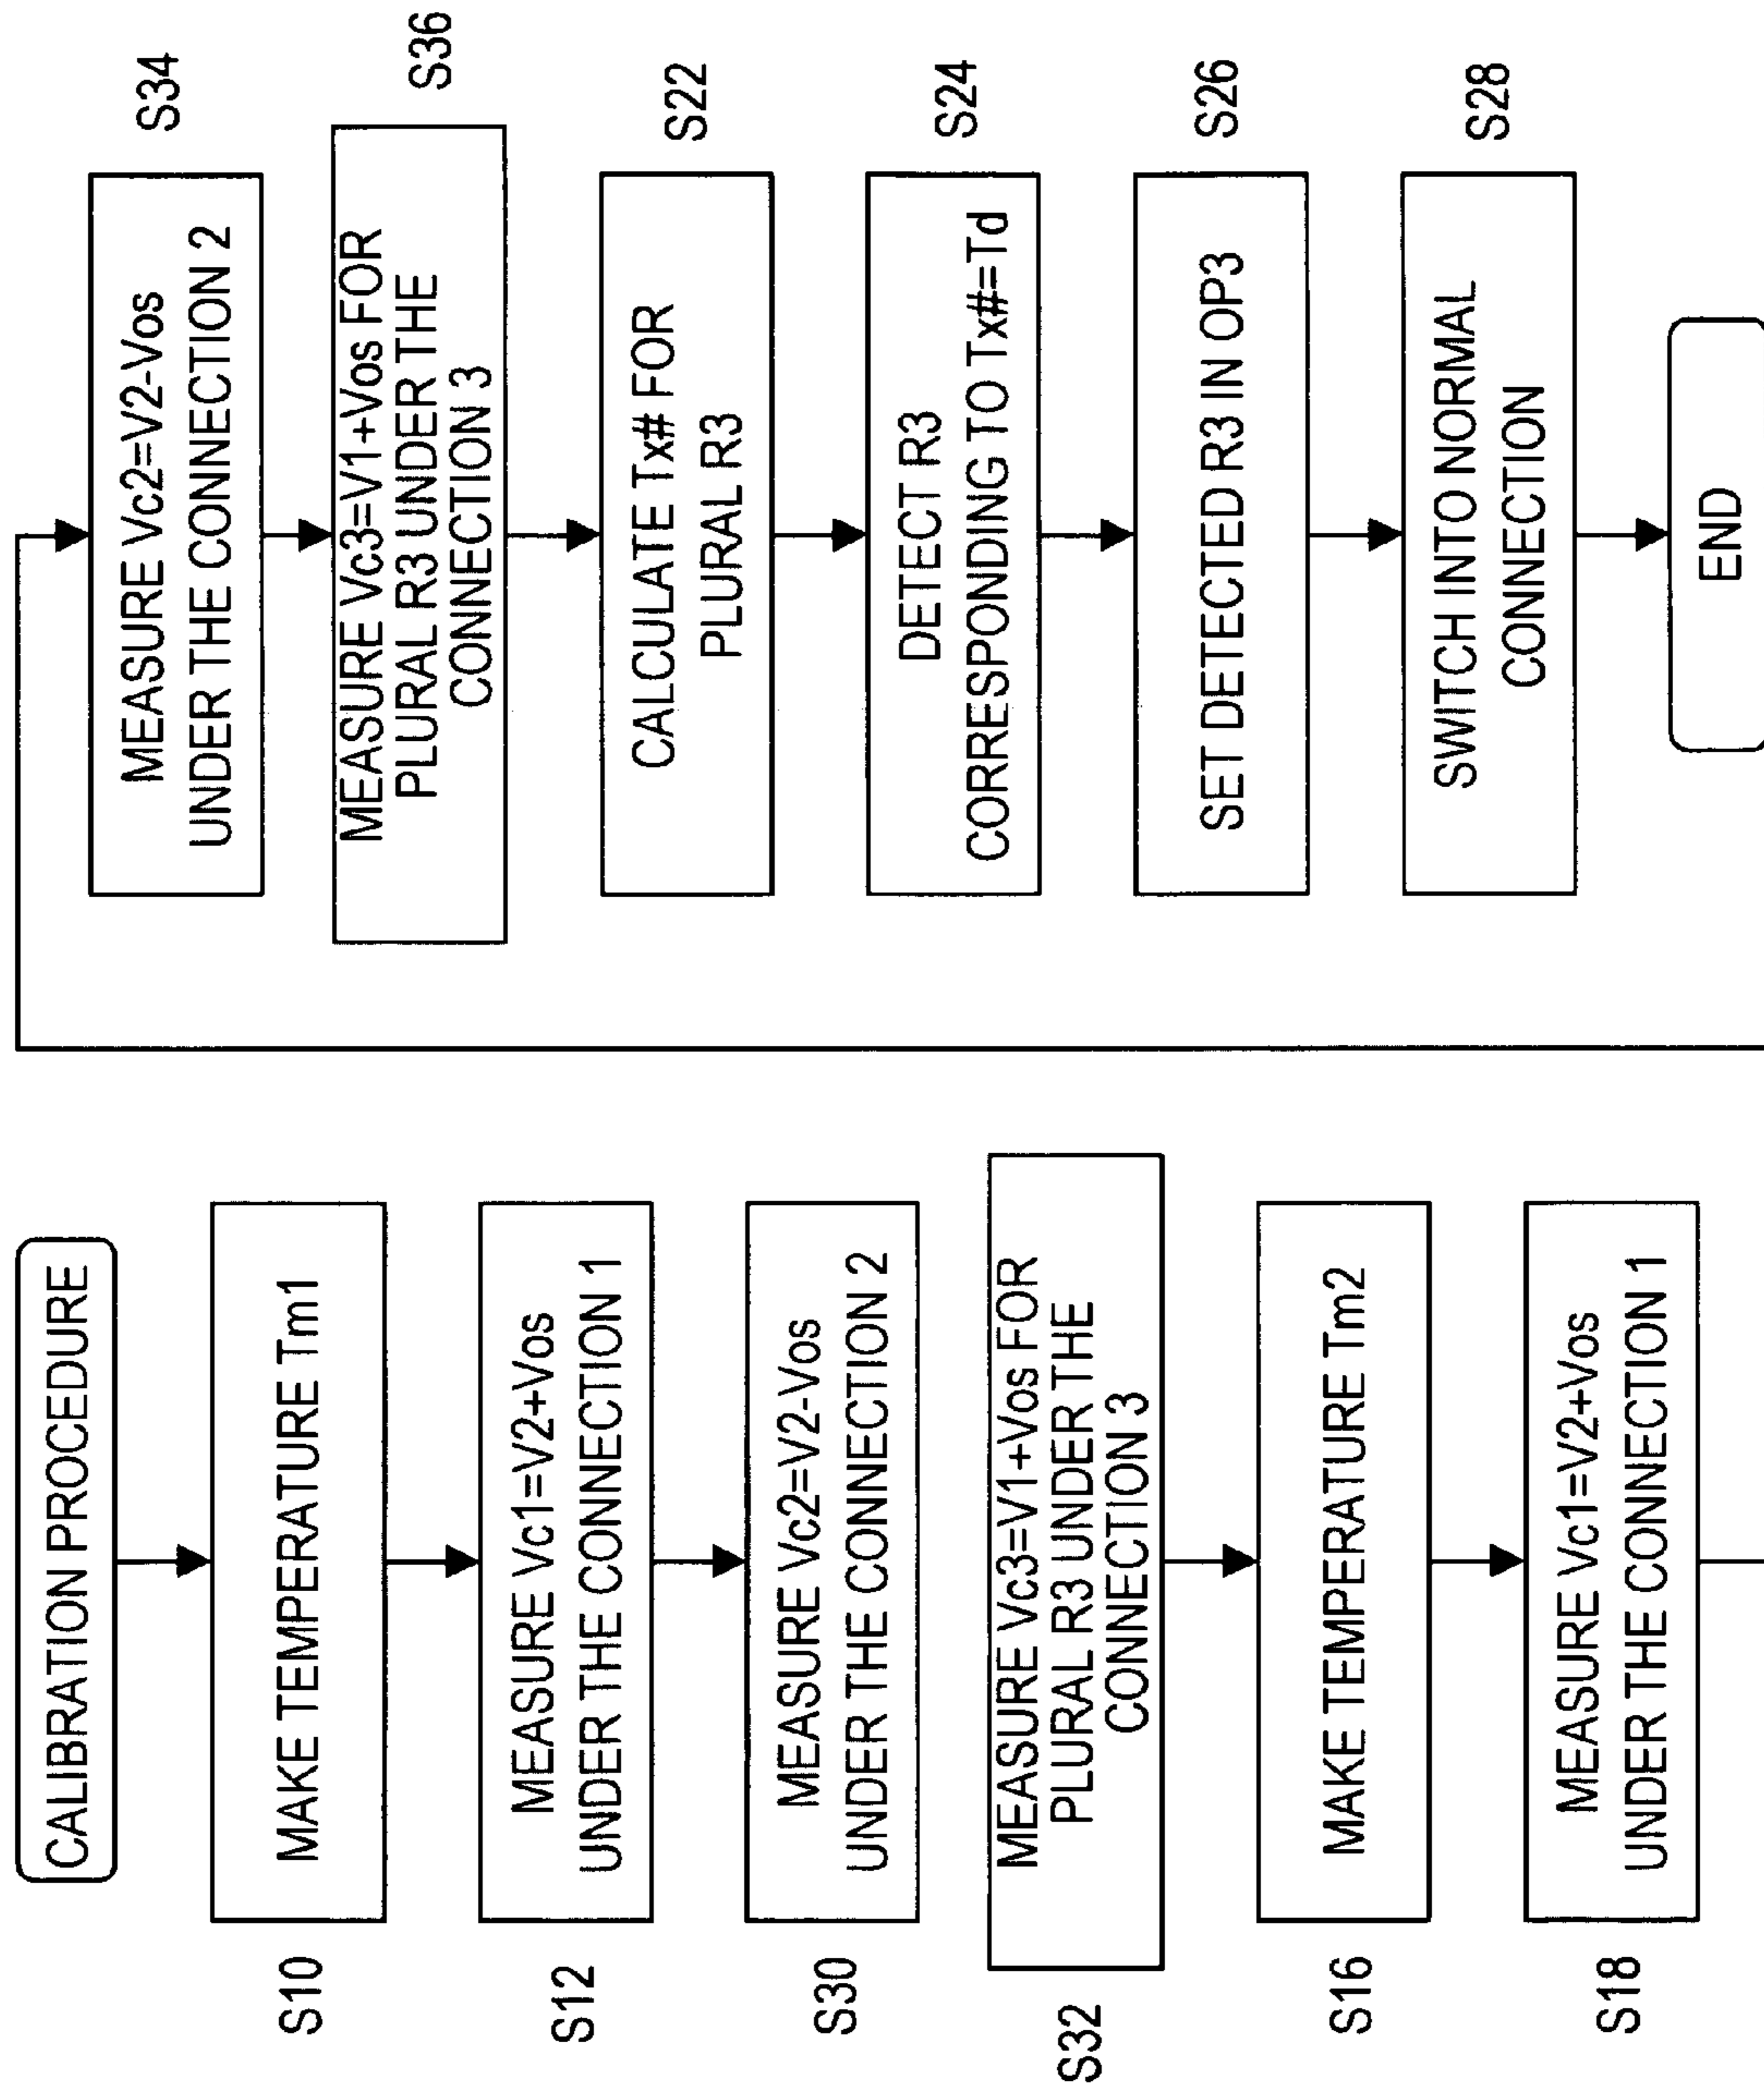 CALIBRATION PROCEDURE
MAKE TEMPERATURE Tm1
S10
MEASURE Vc1=V2+Vos
UNDER THE CONNECTION 1
S12
MEASURE Vc2=V2-Vos
UNDER THE CONNECTION 2
S30
MEASURE Vc3=V1+Vos FOR
PLURAL R3 UNDER THE
CONNECTION 3
S32
MAKE TEMPERATURE Tm2
S16
MEASURE Vc1=V2+Vos
UNDER THE CONNECTION 1
S18
MEASURE Vc2=V2-Vos
UNDER THE CONNECTION 2
S34
MEASURE Vc3=V1+Vos FOR
PLURAL R3 UNDER THE
CONNECTION 3
S36
CALCULATE Tx# FOR
PLURAL R3
S22
DETECT R3
CORRESPONDING TO Tx#=Td
S24
SET DETECTED R3 IN OP3
S26
SWITCH INTO NORMAL
CONNECTION
S28
END